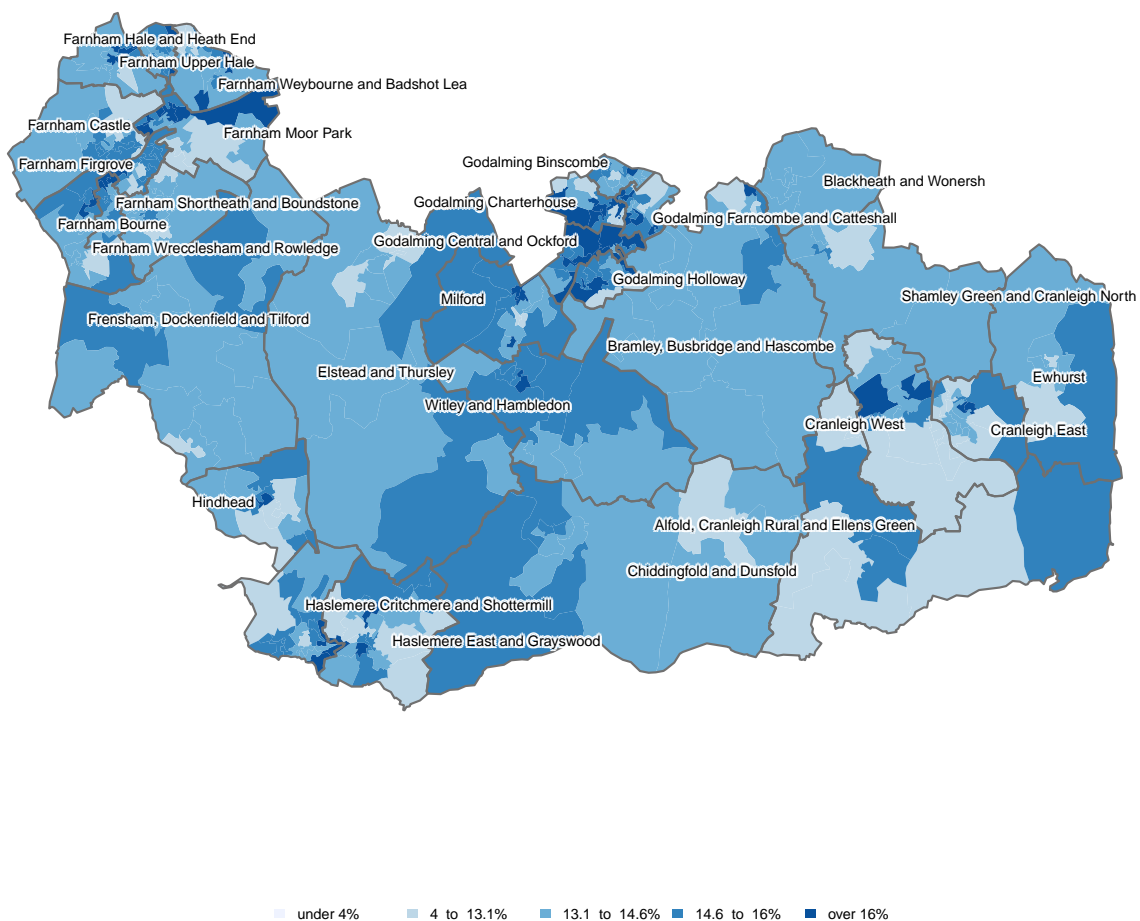 Farnham Hale and Heath End
Farnham Upper Hale
Farnham Weybourne and Badshot Lea
Farnham Castle
Farnham Moor Park
Farnham Firgrove
Godalming Binscombe
Blackheath and Wonersh
Farnham Shortheath and Boundstone
Godalming Charterhouse
Godalming Farncombe and Catteshall
Farnham Bourne
Godalming Central and Ockford
Farnham Wrecclesham and Rowledge
Godalming Holloway
Milford
Shamley Green and Cranleigh North
Frensham, Dockenfield and Tilford
Bramley, Busbridge and Hascombe
Elstead and Thursley
Ewhurst
Witley and Hambledon
Cranleigh West
Cranleigh East
Hindhead
Alfold, Cranleigh Rural and Ellens Green
Chiddingfold and Dunsfold
Haslemere Critchmere and Shottermill
Haslemere East and Grayswood
under 4% 4 to 13.1% 13.1 to 14.6% 14.6 to 16% over 16%